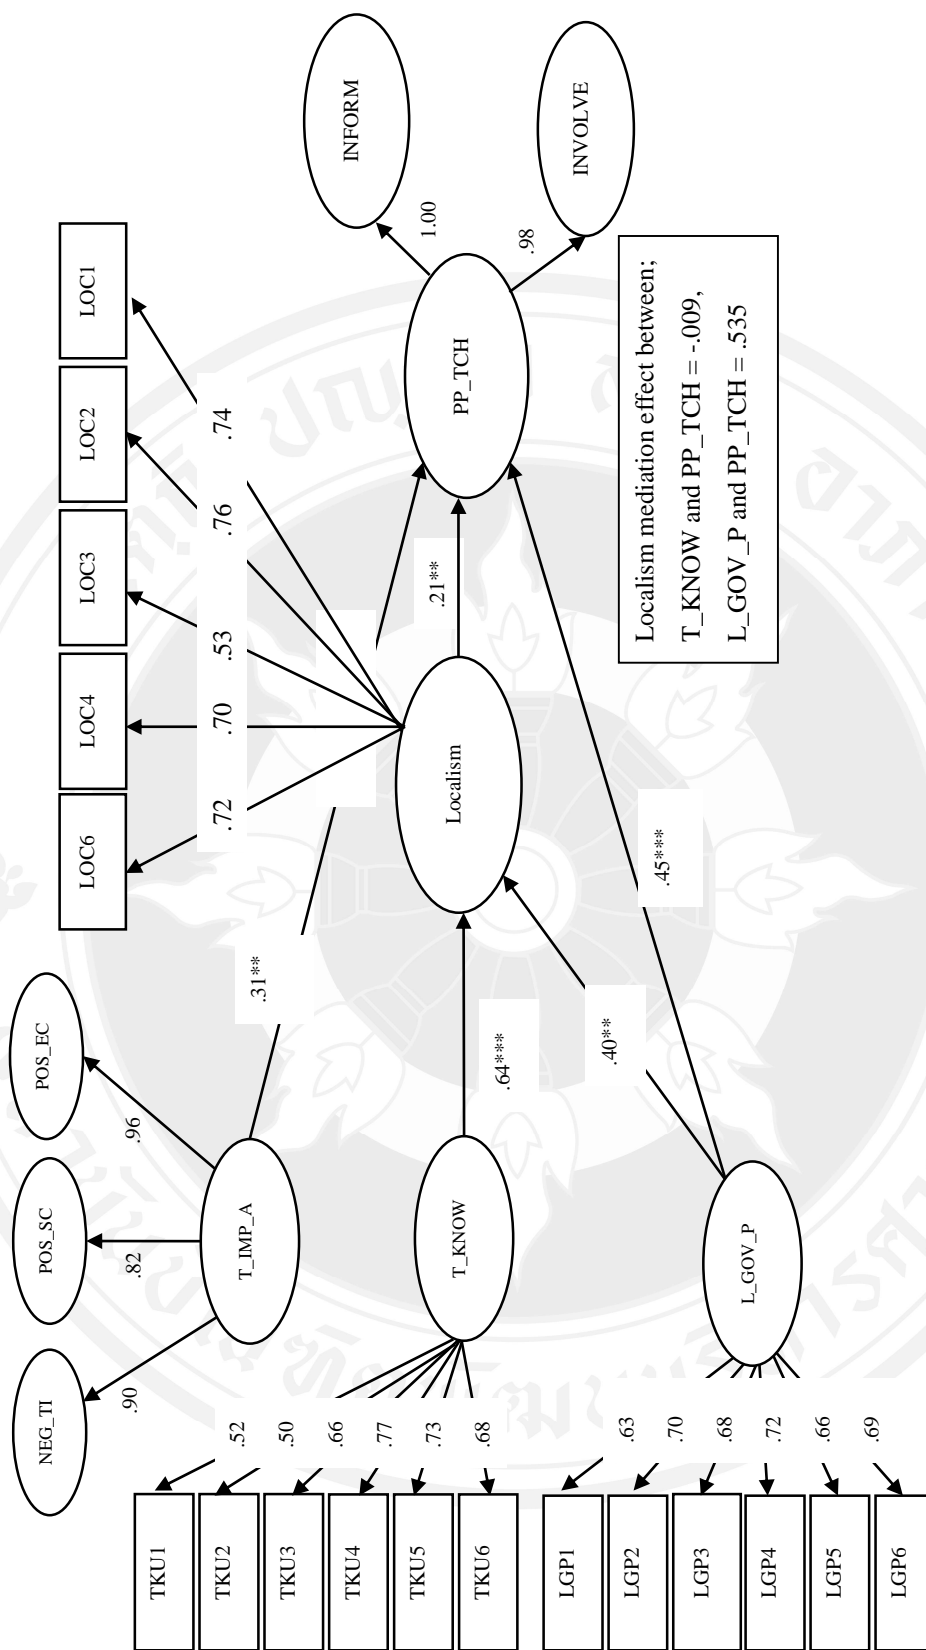 NEG_TI
POS_SC
POS_EC
.90
.82
.96
T_IMP_A
.31**
LOC6
LOC4
LOC3
LOC2
LOC1
.72
.70
.53
.76
.74
TKU1
TKU2
TKU3
TKU4
TKU5
TKU6
.52
.50
.66
.77
.73
.68
T_KNOW
.64***
Localism
.21**
PP_TCH
1.00
.98
INFORM
INVOLVE
LGP1
LGP2
LGP3
LGP4
LGP5
LGP6
.63
.70
.68
.72
.66
.69
L_GOV_P
.40**
.45***
Localism mediation effect between;
T_KNOW and PP_TCH = -.009,
L_GOV_P and PP_TCH = .535